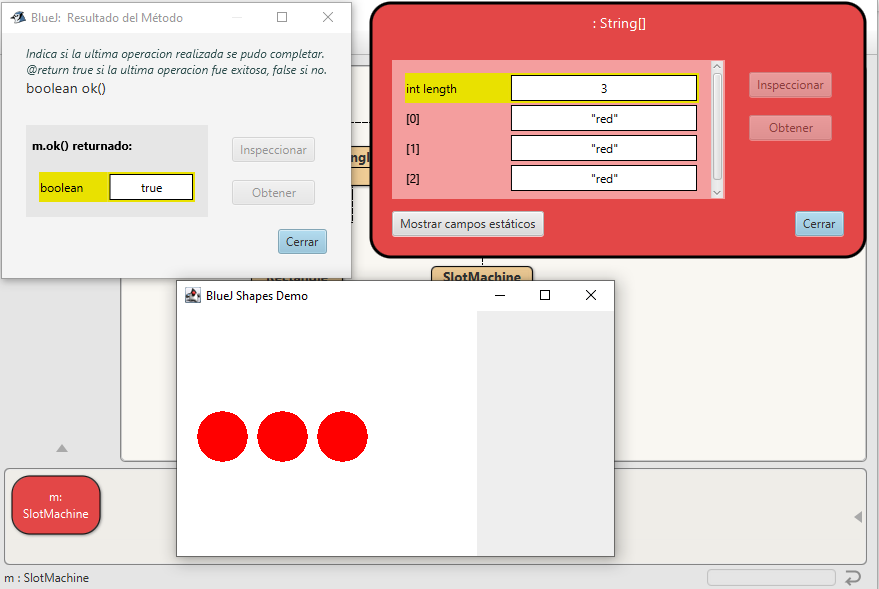 BlueJ: Resultado del Método
Indica si la ultima operacion realizada se pudo completar.
@return true si la ultima operacion fue exitosa, false si no.
boolean ok()
m.ok() returnado:
boolean
true
Inspeccionar
Obtener
Cerrar
: String[]
int length
3
[0]
"red"
[1]
"red"
[2]
"red"
Inspeccionar
Obtener
Mostrar campos estáticos
Cerrar
Rectangle
SlotMachine
BlueJ Shapes Demo
m:
SlotMachine
m : SlotMachine